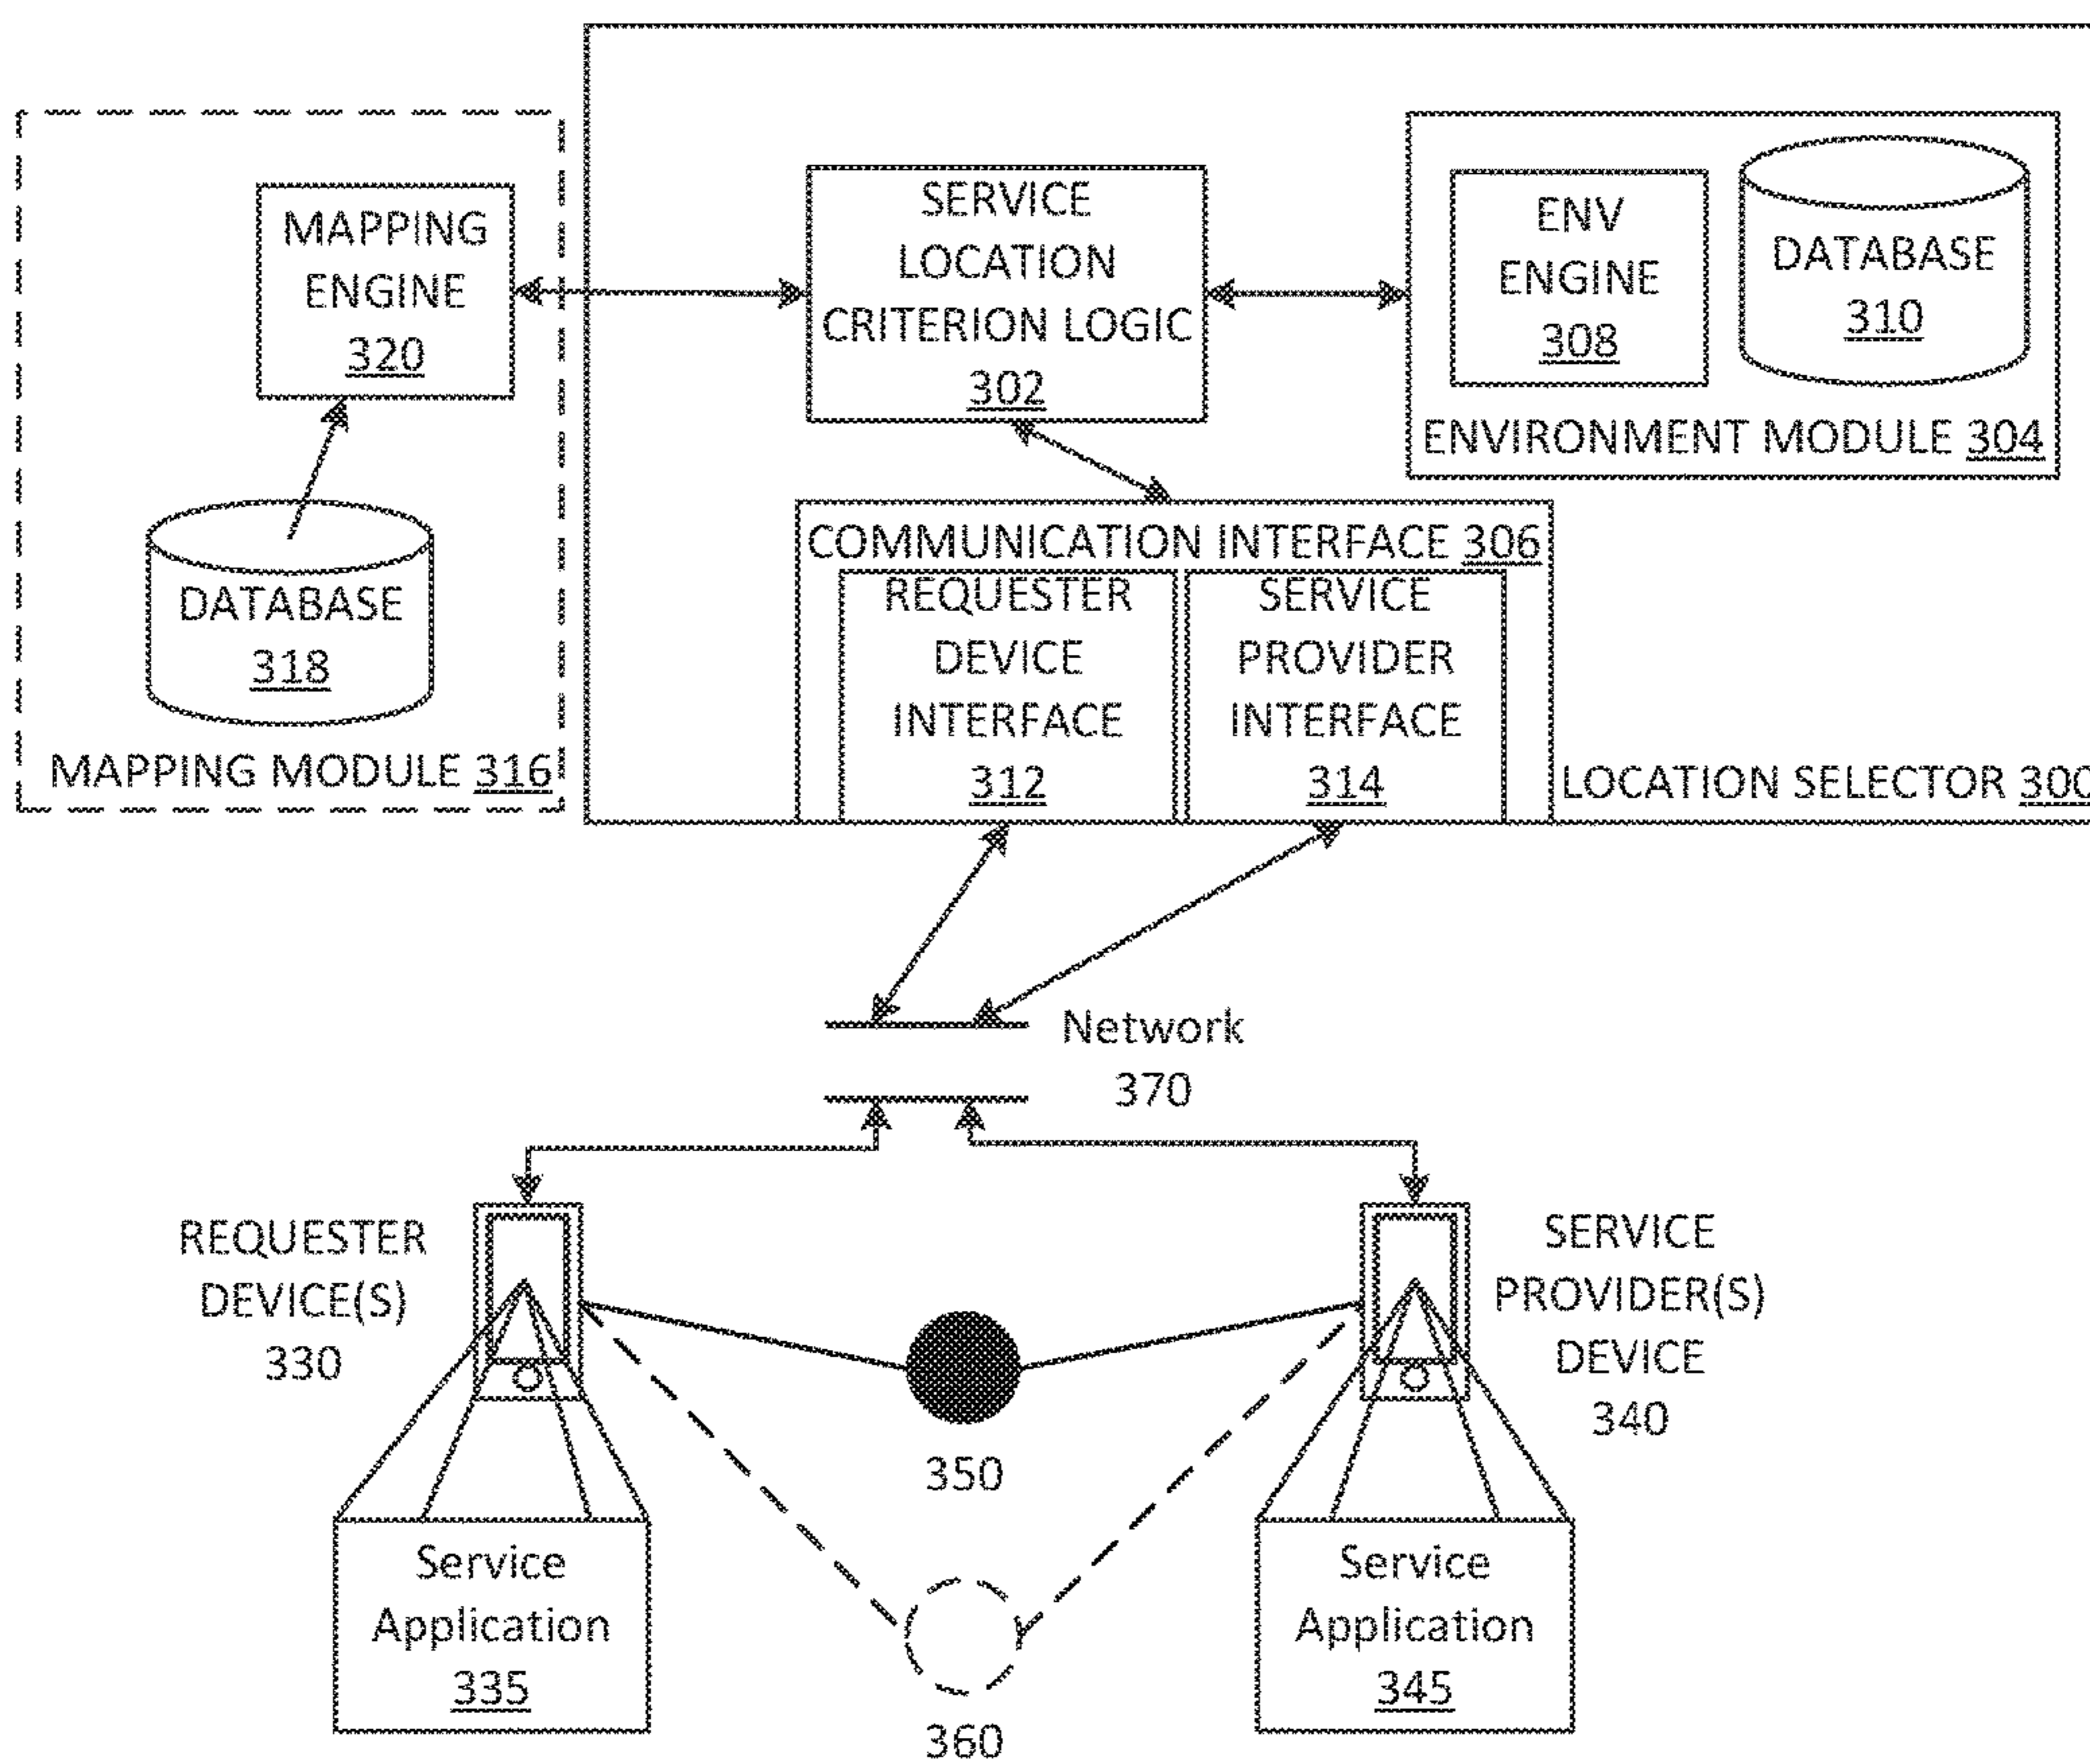 MAPPING
ENGINE
320
DATABASE
318
MAPPING MODULE 316
SERVICE
LOCATION
CRITERION LOGIC
302
ENV
ENGINE
308
DATABASE
310
ENVIRONMENT MODULE 304
COMMUNICATION INTERFACE 306
REQUESTER
DEVICE
INTERFACE
312
SERVICE
PROVIDER
INTERFACE
314
LOCATION SELECTOR 300
Network
370
REQUESTER
DEVICE(S)
330
SERVICE
PROVIDER(S)
DEVICE
340
350
Service
Application
335
Service
Application
345
360